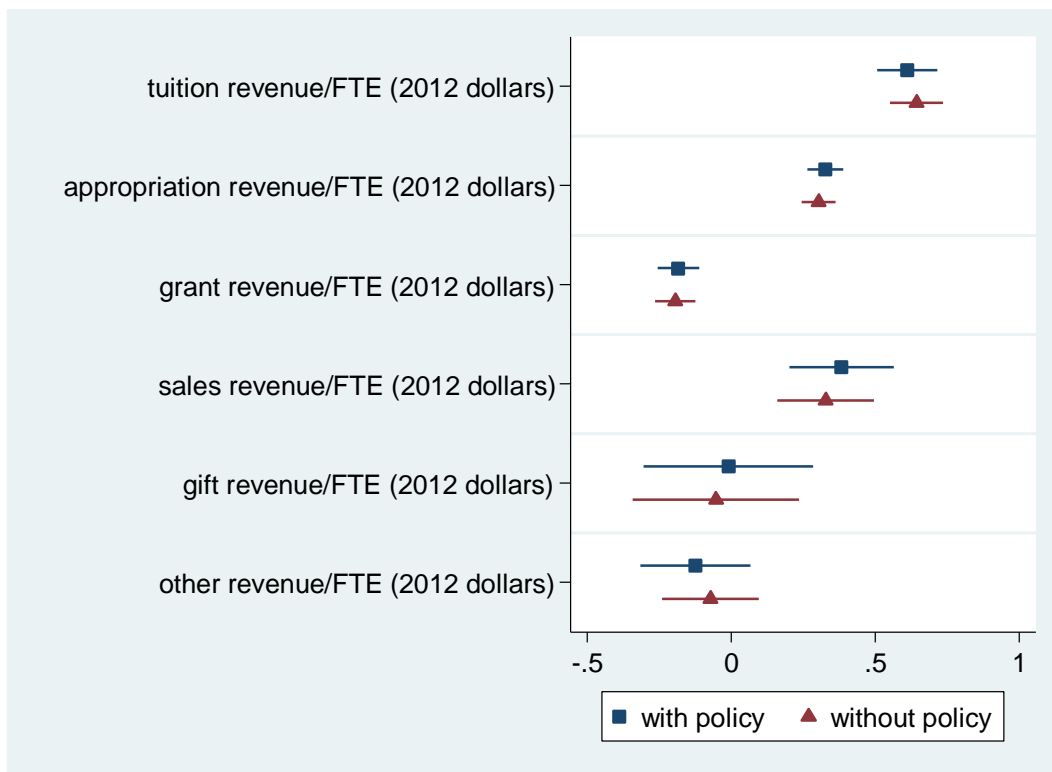 tuition revenue/FTE (2012 dollars)
appropriation revenue/FTE (2012 dollars)
grant revenue/FTE (2012 dollars)
sales revenue/FTE (2012 dollars)
gift revenue/FTE (2012 dollars)
other revenue/FTE (2012 dollars)
-.5 0 .5 1
with policy without policy